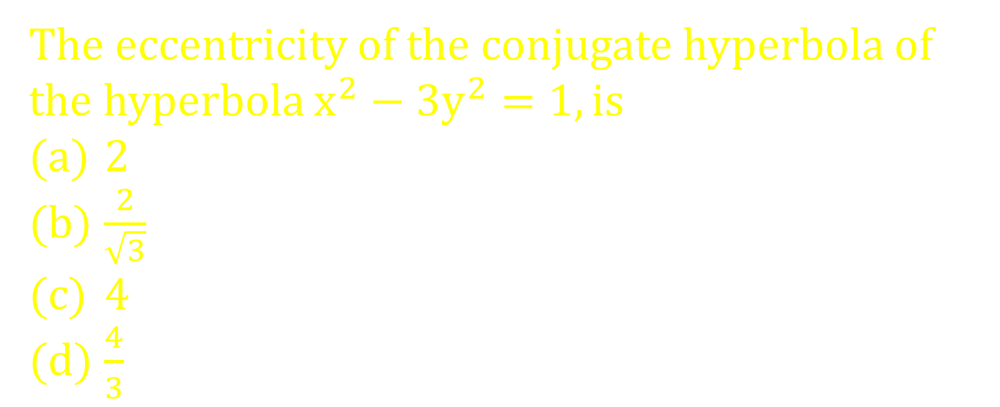 The eccentricity of the conjugate hyperbola of
the hyperbola x² − 3y² = 1, is
(a) 2
(b) 2/√3
(c) 4
(d) 4/3